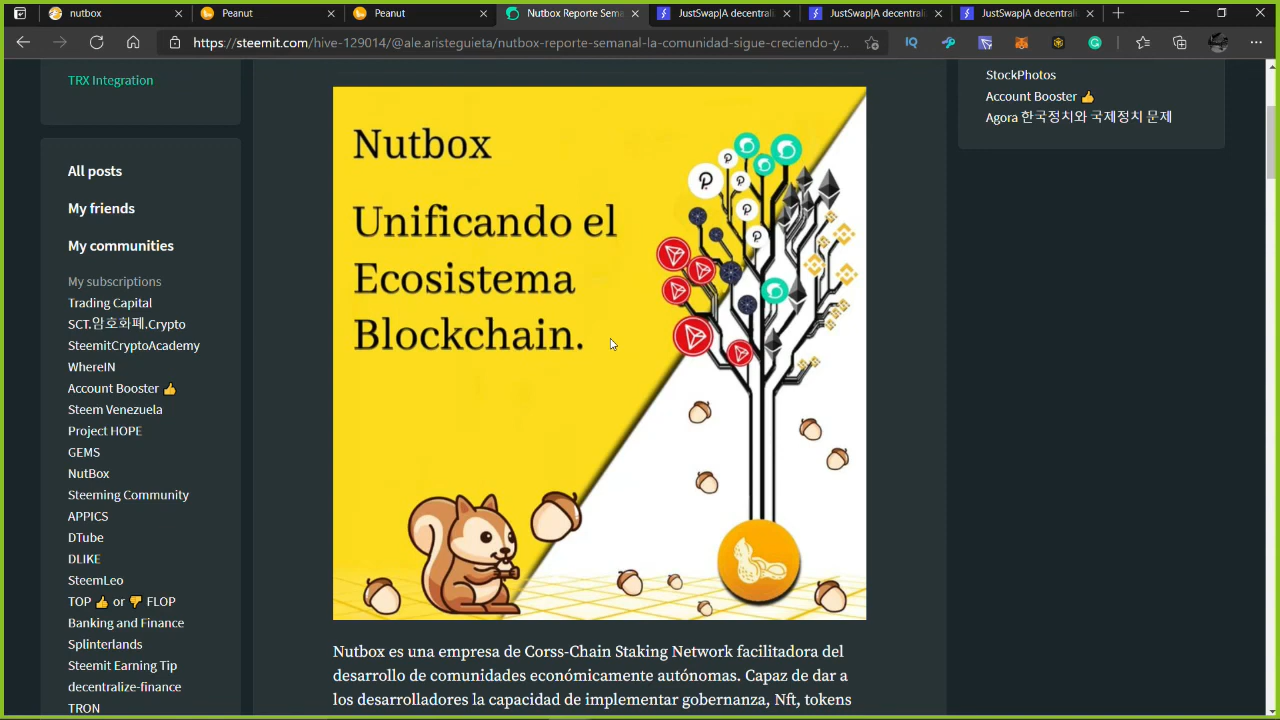 nutbox
Peanut
Peanut
Nutbox Reporte Sema
JustSwap|A decentrali
JustSwap|A decentral
JustSwap|A decentral
https://steemit.com/hive-129014/@ale.aristeguieta/nutbox-reporte-semanal-la-comunidad-sigue-creciendo-y...
IQ
TRX Integration
All posts
My friends
My communities
My subscriptions
Trading Capital
SCT.암호화폐.Crypto
SteemitCryptoAcademy
WhereIN
Account Booster 👍
Steem Venezuela
Project HOPE
GEMS
NutBox
Steeming Community
APPICS
DTube
DLIKE
SteemLeo
TOP 👍 or 👎 FLOP
Banking and Finance
Splinterlands
Steemit Earning Tip
decentralize-finance
TRON
Nutbox
Unificando el
Ecosistema
Blockchain.
Nutbox es una empresa de Corss-Chain Staking Network facilitadora del
desarrollo de comunidades económicamente autónomas. Capaz de dar a
los desarrolladores la capacidad de implementar gobernanza, Nft, tokens
StockPhotos
Account Booster 👍
Agora 한국정치와 국제정치 문제